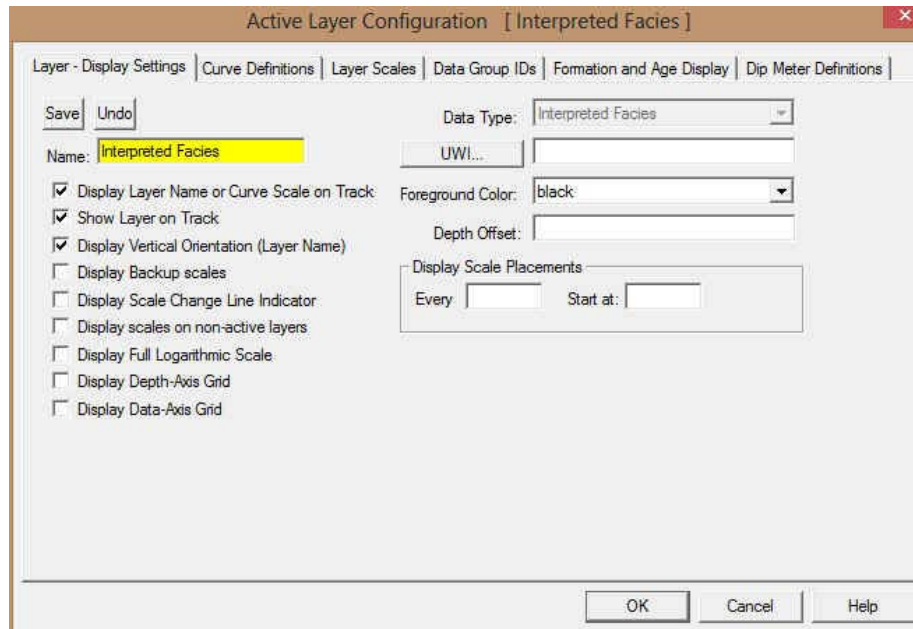 Active Layer Configuration [ Interpreted Facies ]
Layer - Display Settings Curve Definitions Layer Scales Data Group IDs Formation and Age Display Dip Meter Definitions
Save Undo
Name: Interpreted Facies
Display Layer Name or Curve Scale on Track
Show Layer on Track
Display Vertical Orientation (Layer Name)
Display Backup scales
Display Scale Change Line Indicator
Display scales on non-active layers
Display Full Logarithmic Scale
Display Depth-Axis Grid
Display Data-Axis Grid
Data Type: Interpreted Facies
UWI...
Foreground Color: black
Depth Offset:
Display Scale Placements
Every Start at:
OK Cancel Help